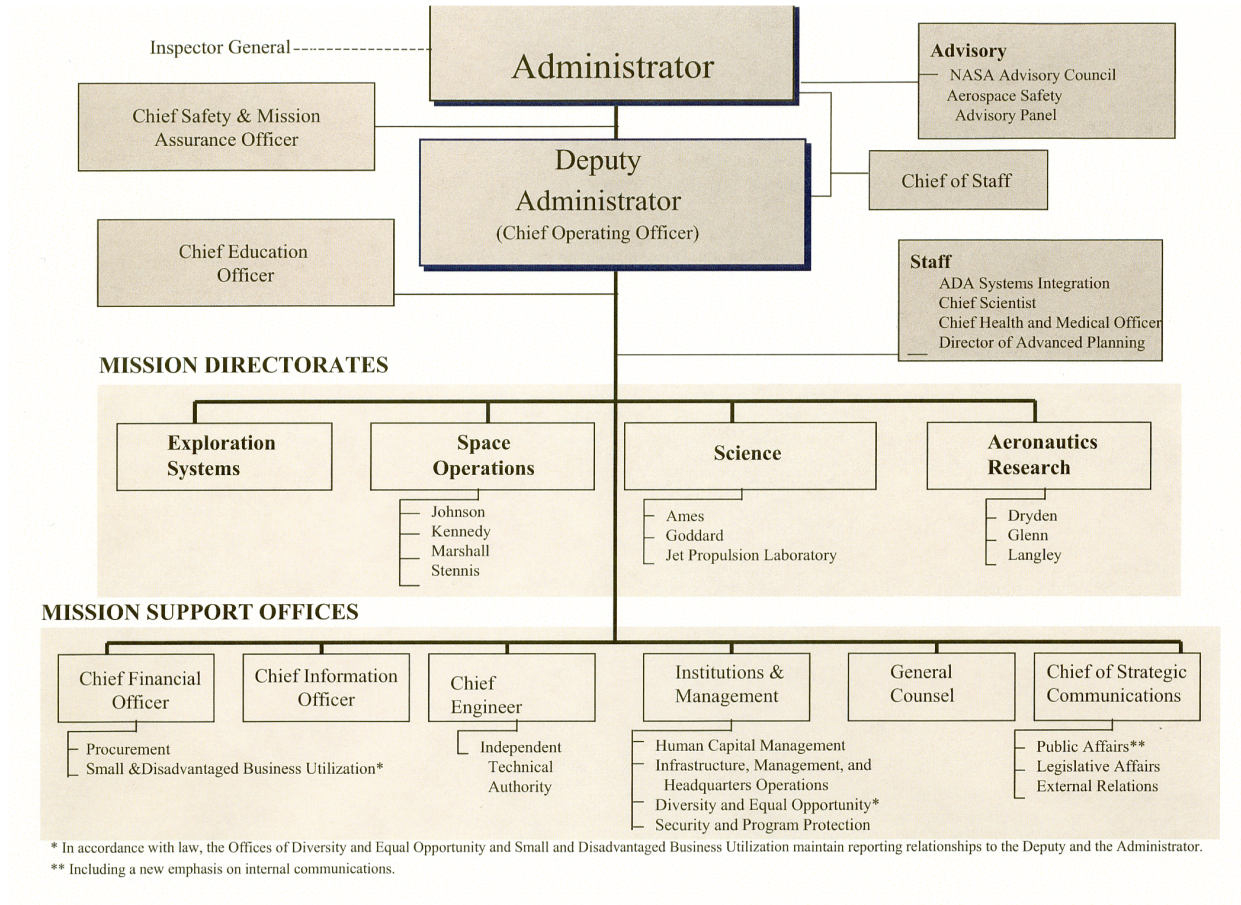 Inspector General
Administrator
Advisory
NASA Advisory Council
Aerospace Safety
Advisory Panel
Chief Safety & Mission
Assurance Officer
Deputy
Administrator
(Chief Operating Officer)
Chief of Staff
Chief Education
Officer
Staff
ADA Systems Integration
Chief Scientist
Chief Health and Medical Officer
Director of Advanced Planning
MISSION DIRECTORATES
Exploration
Systems
Space
Operations
Johnson
Kennedy
Marshall
Stennis
Science
Ames
Goddard
Jet Propulsion Laboratory
Aeronautics
Research
Dryden
Glenn
Langley
MISSION SUPPORT OFFICES
Chief Financial
Officer
Procurement
Small &Disadvantaged Business Utilization*
Chief Information
Officer
Chief
Engineer
Independent
Technical
Authority
Institutions &
Management
Human Capital Management
Infrastructure, Management, and
Headquarters Operations
Diversity and Equal Opportunity*
Security and Program Protection
General
Counsel
Chief of Strategic
Communications
Public Affairs**
Legislative Affairs
External Relations
* In accordance with law, the Offices of Diversity and Equal Opportunity and Small and Disadvantaged Business Utilization maintain reporting relationships to the Deputy and the Administrator.
** Including a new emphasis on internal communications.